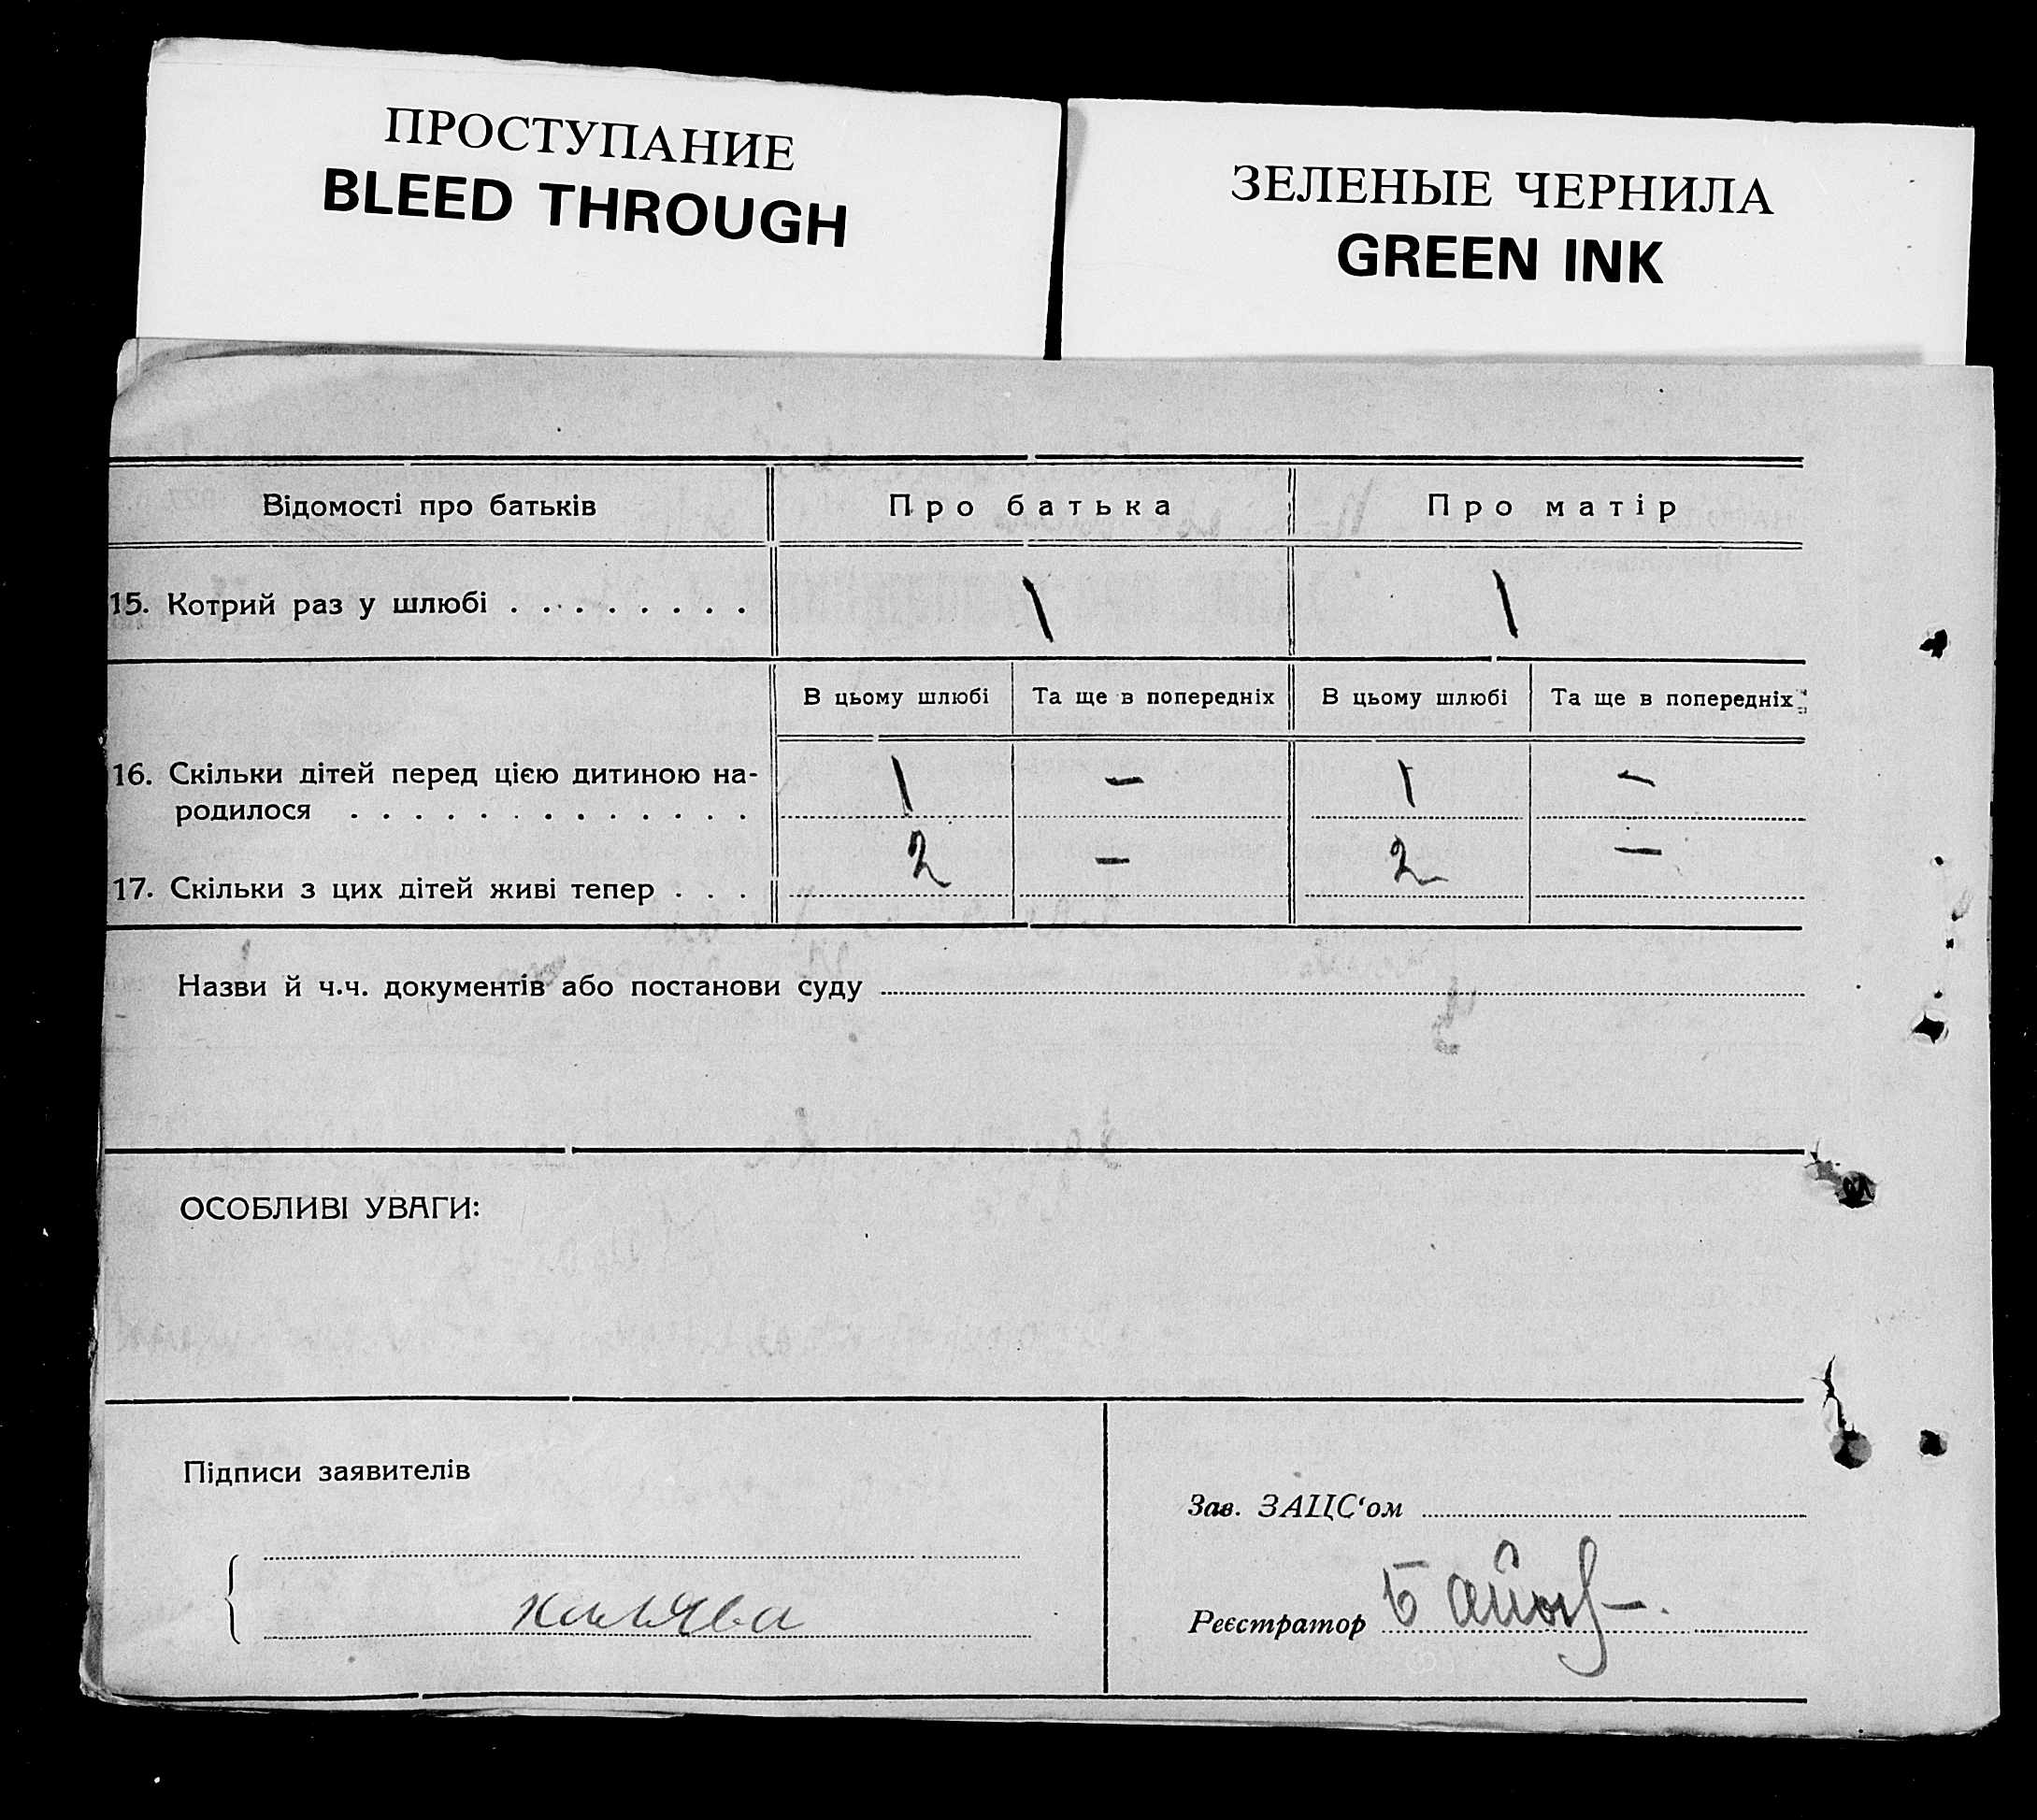 ПРОСТУПАНИЕ
BLEED THROUGH
ЗЕЛЕНЫЕ ЧЕРНИЛА
GREEN INK
Відомості про батьків Про батька Про матір
15. Котрий раз у шлюбі . . . . . . . . 1 1
В цьому шлюбі Та ще в попередніх В цьому шлюбі Та ще в попередніх
16. Скільки дітей перед цією дитиною на-
родилося . . . . . . . . . . . . . 1 – 1 –
17. Скільки з цих дітей живі тепер . . . 2 – 2 –
Назви й ч.ч. документів або постанови суду
ОСОБЛИВІ УВАГИ:
Підписи заявителів
Зав. ЗАЦС‘ом
Халява
Реєстратор